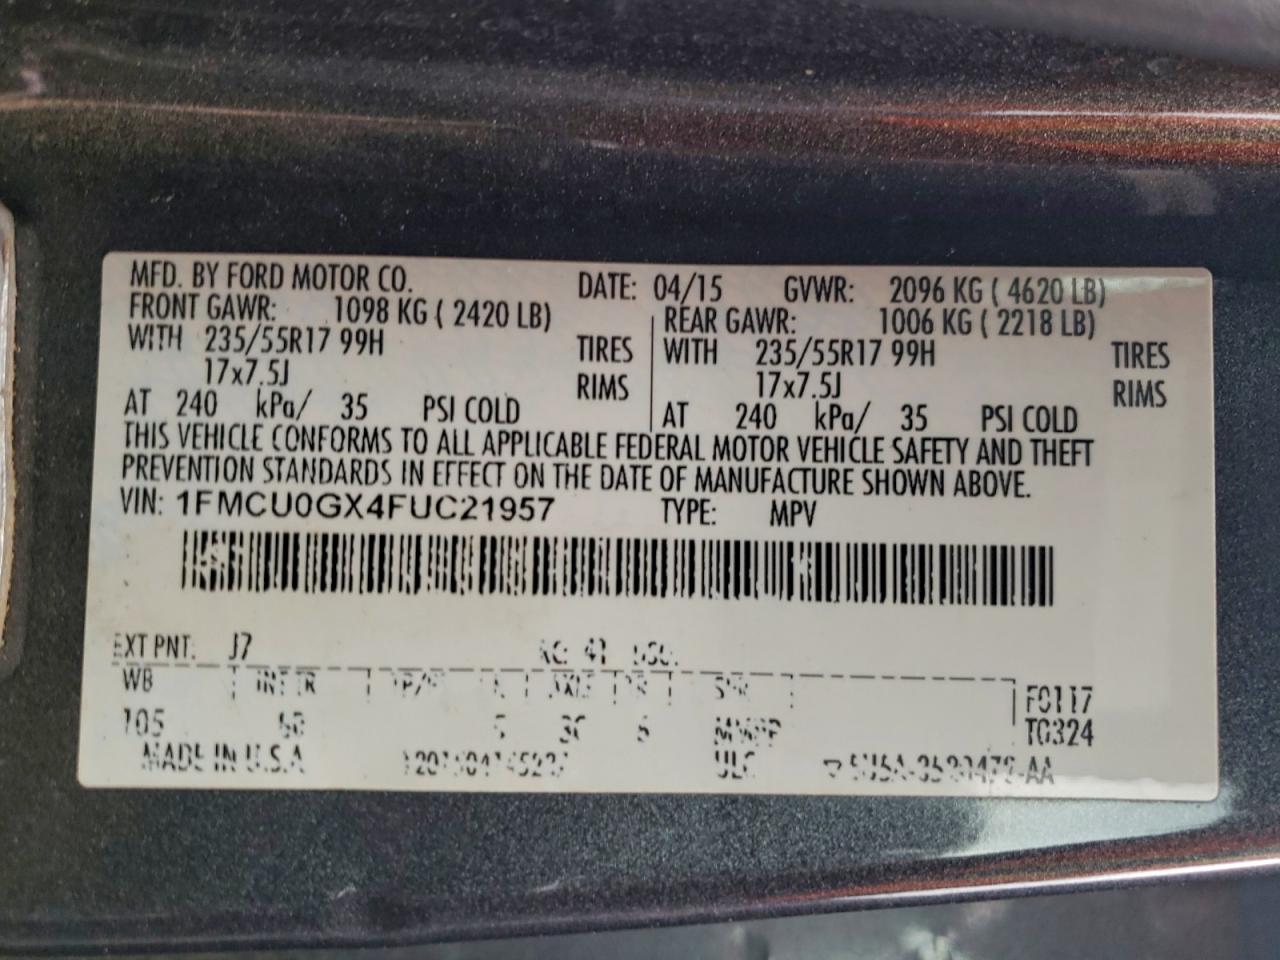 MFD. BY FORD MOTOR CO. DATE: 04/15 GVWR: 2096 KG ( 4620 LB)
FRONT GAWR: 1098 KG ( 2420 LB) REAR GAWR: 1006 KG ( 2218 LB)
WITH 235/55R17 99H TIRES WITH 235/55R17 99H TIRES
17x7.5J RIMS 17x7.5J RIMS
AT 240 kPa/ 35 PSI COLD AT 240 kPa/ 35 PSI COLD
THIS VEHICLE CONFORMS TO ALL APPLICABLE FEDERAL MOTOR VEHICLE SAFETY AND THEFT
PREVENTION STANDARDS IN EFFECT ON THE DATE OF MANUFACTURE SHOWN ABOVE.
VIN: 1FMCU0GX4FUC21957 TYPE: MPV
EXT PNT: J7 41
WB F0117
105 T0324
MADE IN U.S.A ULC